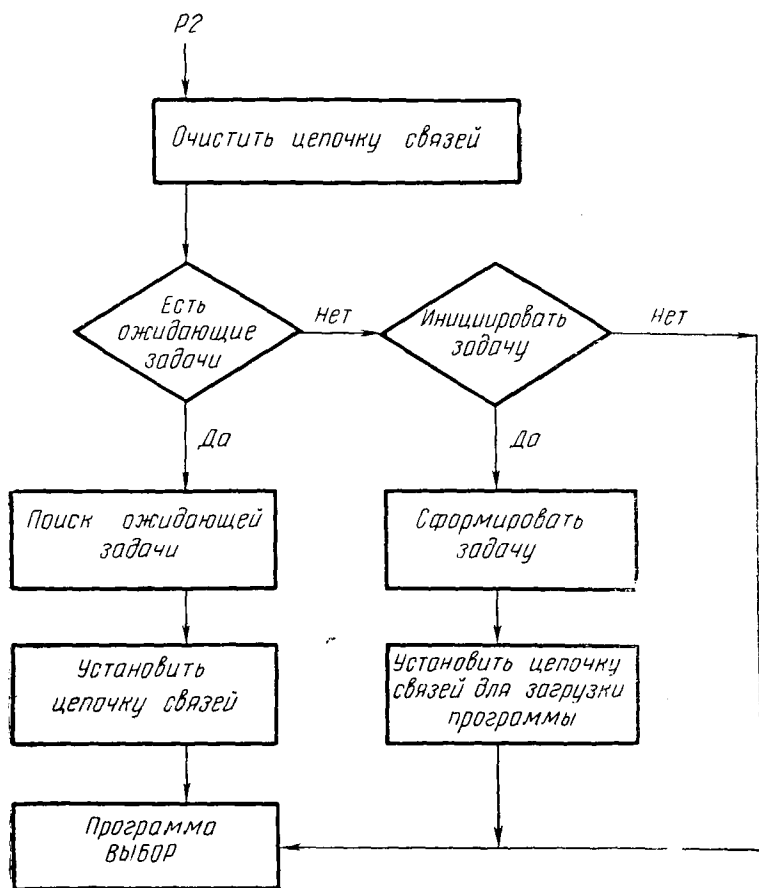 P2
Очистить цепочку связей
Есть
ожидающие
задачи
нет
Инициировать
задачу
нет
Да
Да
Поиск ожидающей
задачи
Сформировать
задачу
Установить
цепочку связей
Установить цепочку
связей для загрузки
программы
Программа
ВЫБОР